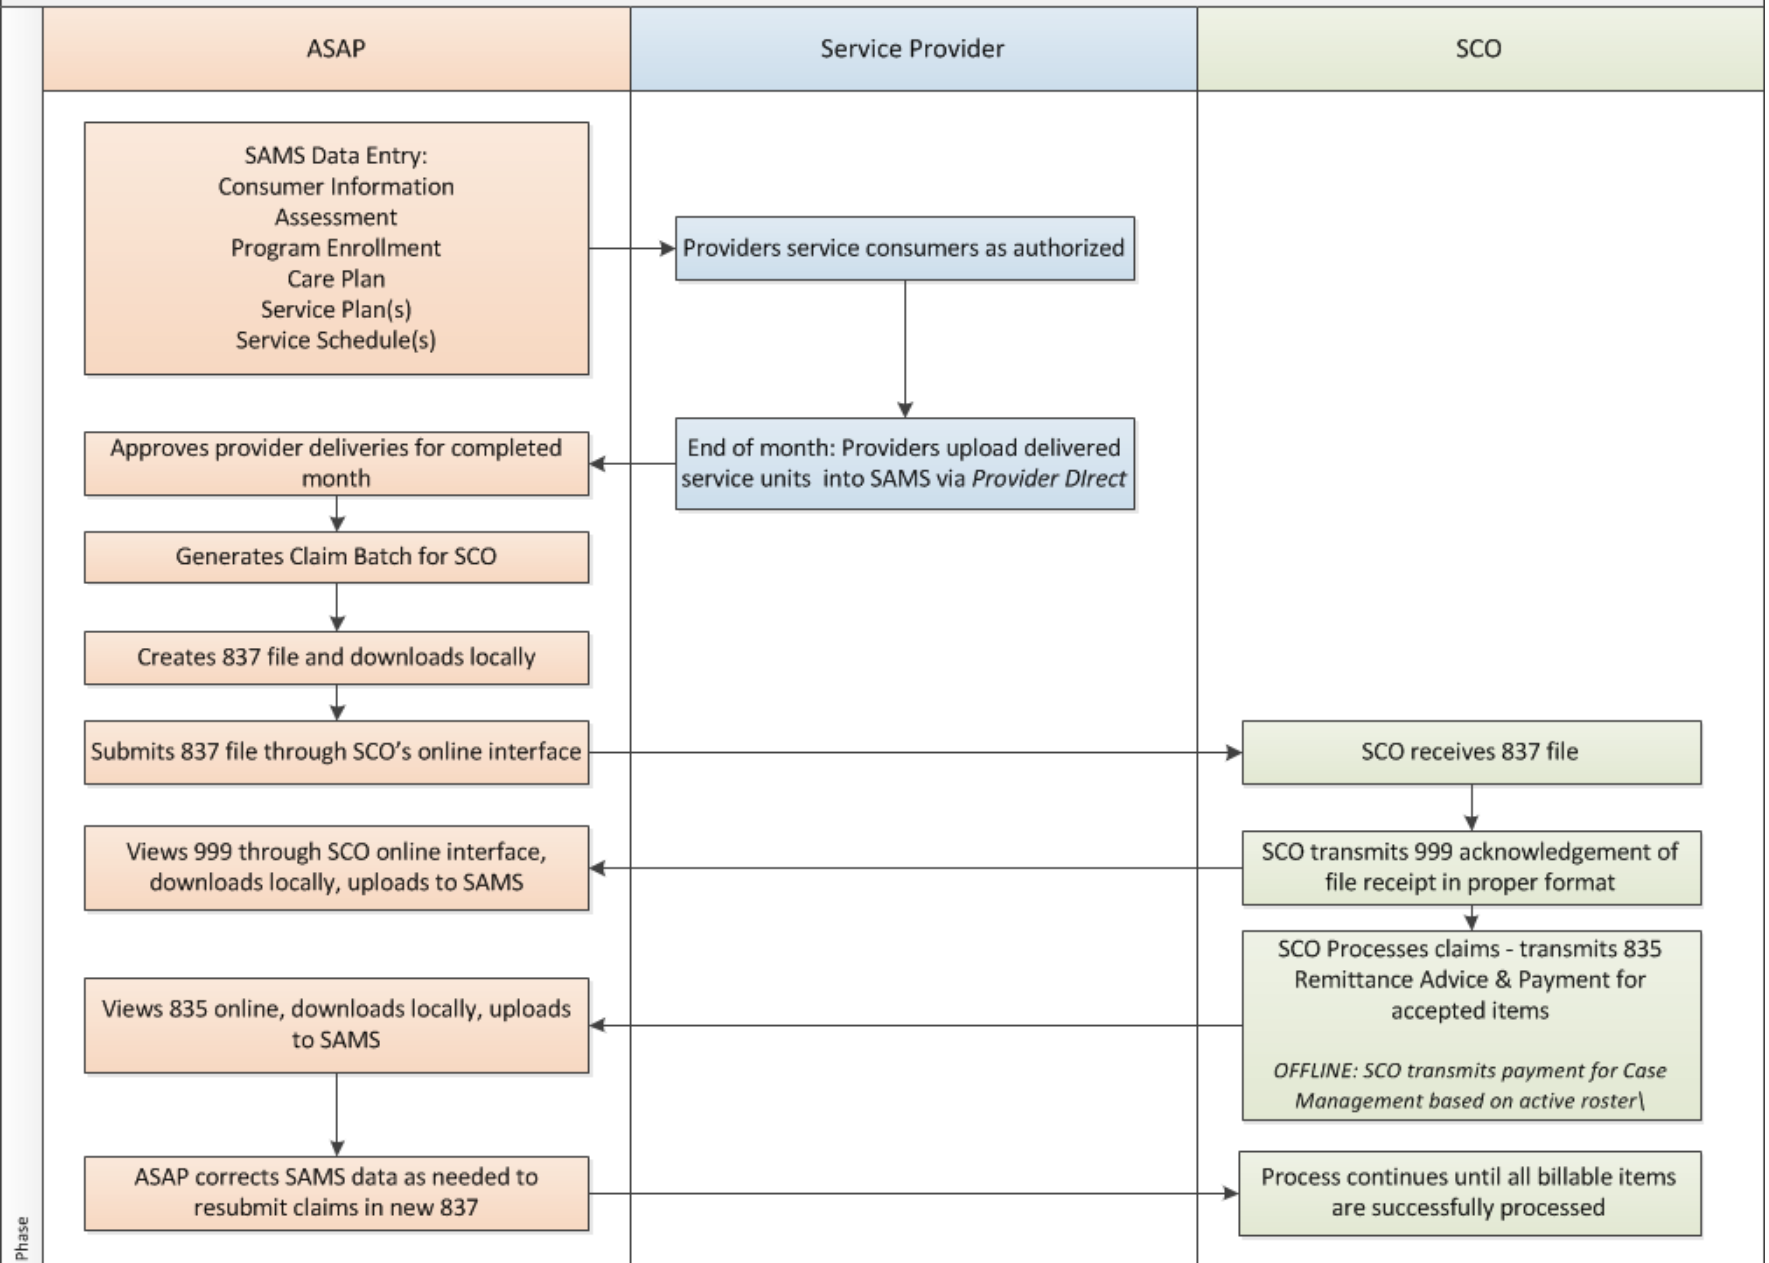 ASAP
Service Provider
SCO
SAMS Data Entry:
Consumer Information
Assessment
Program Enrollment
Care Plan
Service Plan(s)
Service Schedule(s)
Providers service consumers as authorized
End of month: Providers upload delivered
service units  into SAMS via Provider DIrect
Approves provider deliveries for completed
month
Generates Claim Batch for SCO
Creates 837 file and downloads locally
Submits 837 file through SCO’s online interface
SCO receives 837 file
SCO transmits 999 acknowledgement of
file receipt in proper format
Views 999 through SCO online interface,
downloads locally, uploads to SAMS
SCO Processes claims - transmits 835
Remittance Advice & Payment for
accepted items
OFFLINE: SCO transmits payment for Case
Management based on active roster\
Views 835 online, downloads locally, uploads
to SAMS
ASAP corrects SAMS data as needed to
resubmit claims in new 837
Process continues until all billable items
are successfully processed
Phase